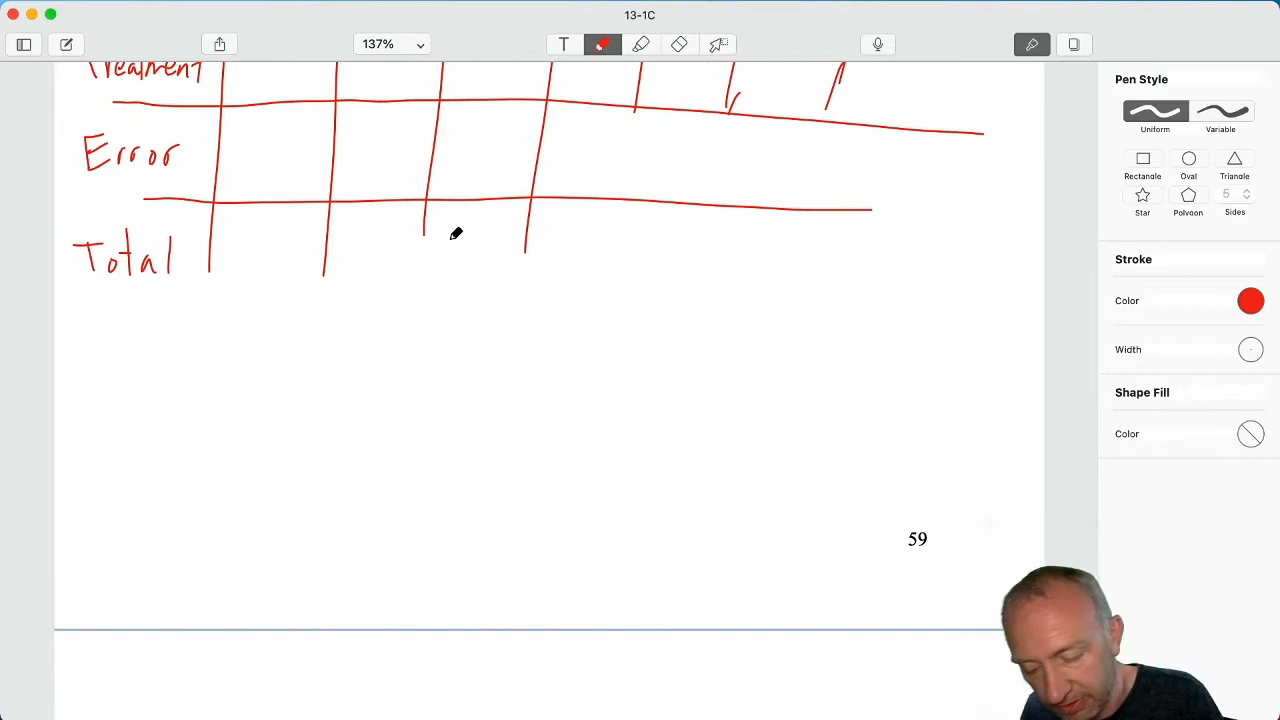 13-1C
137%
T
Pen Style
Uniform
Variable
Rectangle
Oval
Triangle
Star
Polygon
5
Sides
Stroke
Color
Width
Shape Fill
Color
Treatment
Error
Total
59